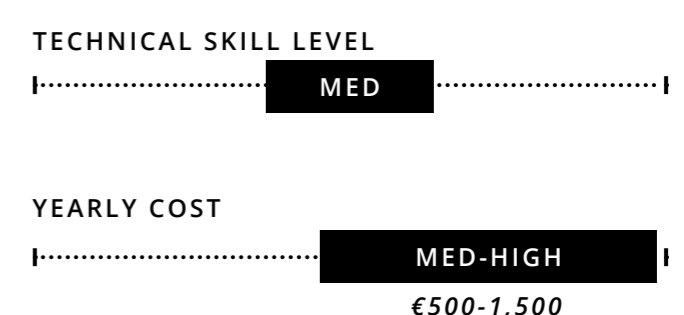 TECHNICAL SKILL LEVEL
MED
YEARLY COST
MED-HIGH
€500-1,500